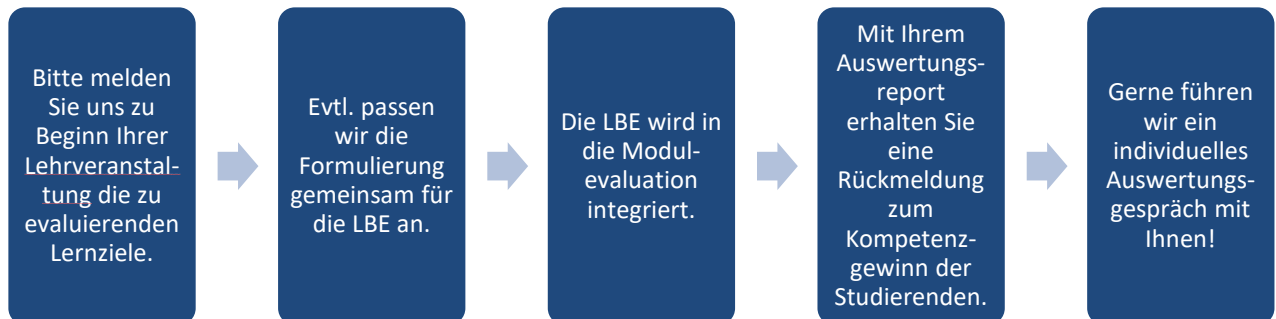 Bitte melden
Sie uns zu
Beginn Ihrer
Lehrveranstal-
tung die zu
evaluierenden
Lernziele.
Evtl. passen
wir die
Formulierung
gemeinsam für
die LBE an.
Die LBE wird in
die Modul-
evaluation
integriert.
Mit Ihrem
Auswertungs-
report
erhalten Sie
eine
Rückmeldung
zum
Kompetenz-
gewinn der
Studierenden.
Gerne führen
wir ein
individuelles
Auswertungs-
gespräch mit
Ihnen!